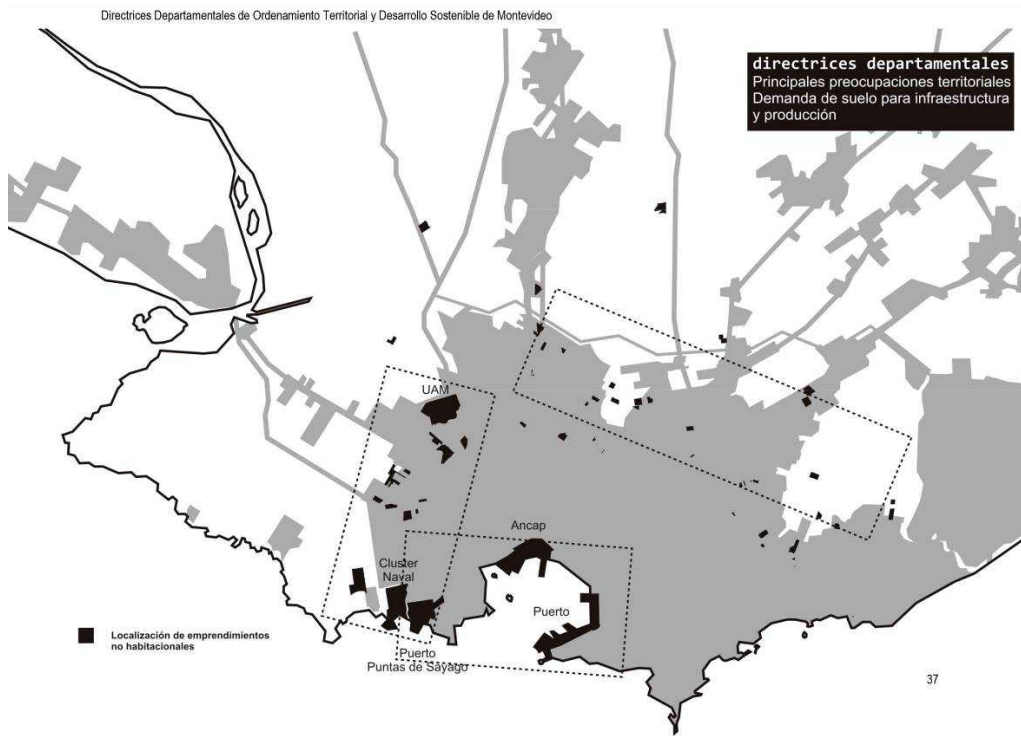 Directrices Departamentales de Ordenamiento Territorial y Desarrollo Sostenible de Montevideo
directrices departamentales
Principales preocupaciones territoriales
Demanda de suelo para infraestructura
y producción
UAM
Ancap
Cluster
Naval
Puerto
Localización de emprendimientos
no habitacionales
Puerto
Puntas de Sayago
37